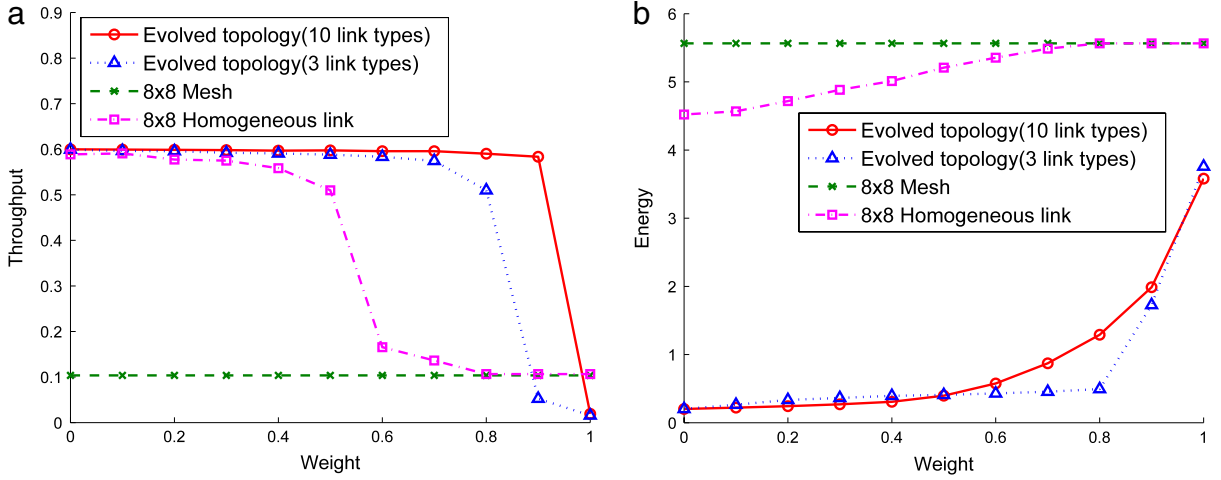 a
0.9
0.8
0.7
0.6
0.5
0.4
0.3
0.2
0.1
0
Throughput
Evolved topology(10 link types)
Evolved topology(3 link types)
8x8 Mesh
8x8 Homogeneous link
0
0.2
0.4
0.6
0.8
1
Weight
b
6
5
4
3
2
1
0
Energy
Evolved topology(10 link types)
Evolved topology(3 link types)
8x8 Mesh
8x8 Homogeneous link
0
0.2
0.4
0.6
0.8
1
Weight